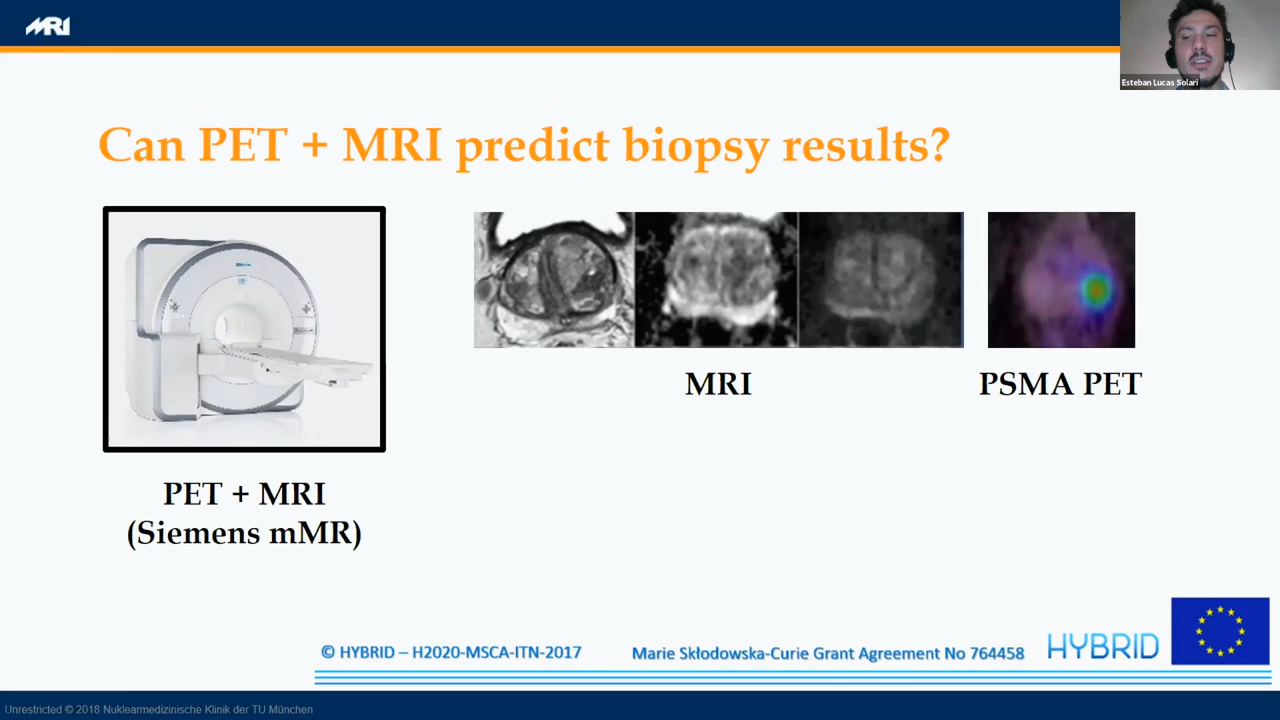 MRI
Esteban Lucas Solari
Can PET + MRI predict biopsy results?
MRI
PSMA PET
PET + MRI
(Siemens mMR)
© HYBRID – H2020-MSCA-ITN-2017
Marie Skłodowska-Curie Grant Agreement No 764458
HYBRID
Unrestricted © 2018 Nuklearmedizinische Klinik der TU München